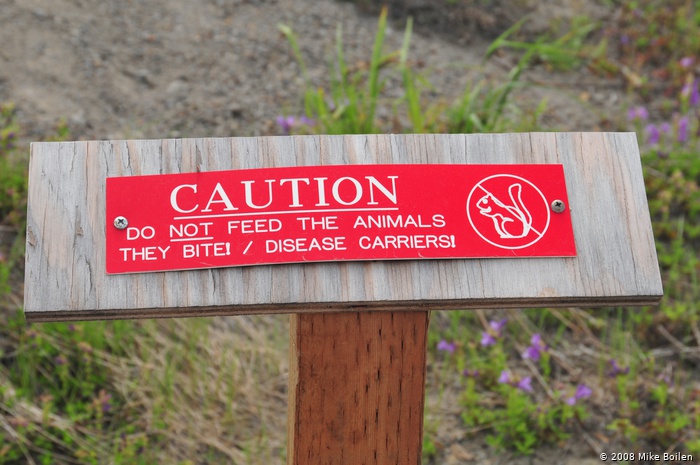 CAUTION
DO NOT FEED THE ANIMALS
THEY BITE! / DISEASE CARRIERS!
© 2008 Mike Boilen